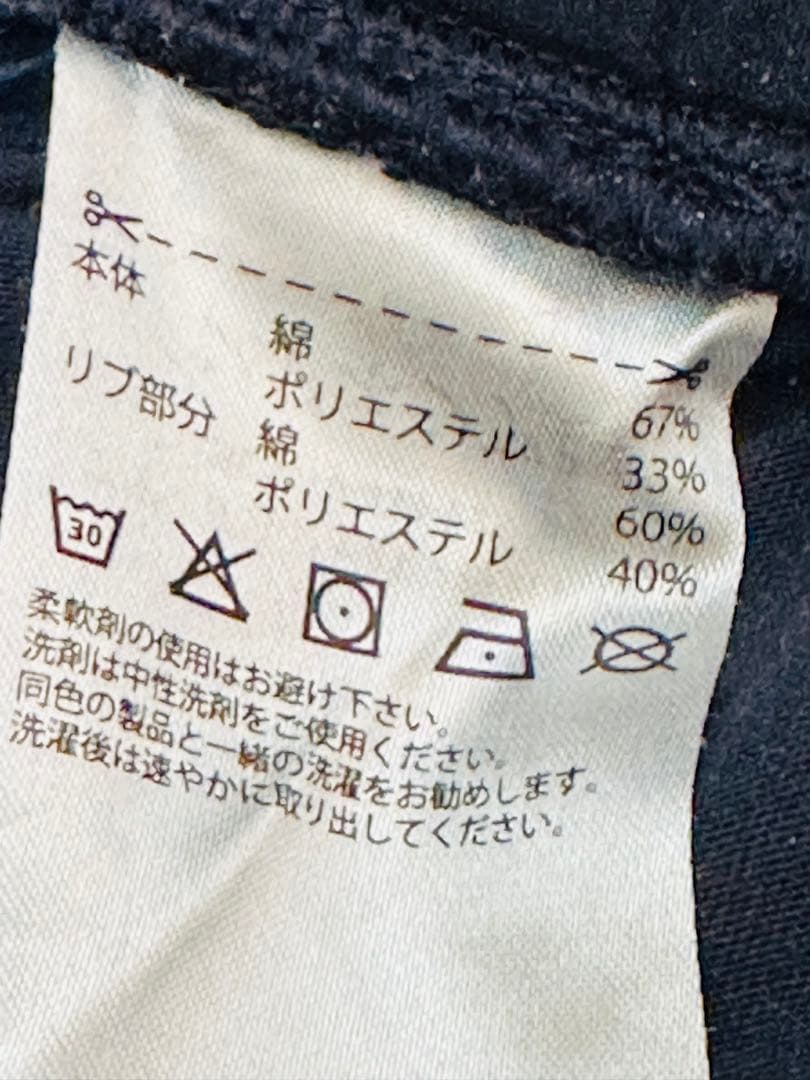 本体 綿 67%
ポリエステル 33%
リブ部分 綿 60%
ポリエステル 40%
30
柔軟剤の使用はお避け下さい。
洗剤は中性洗剤をご使用ください。
同色の製品と一緒の洗濯をお勧めします。
洗濯後は速やかに取り出してください。